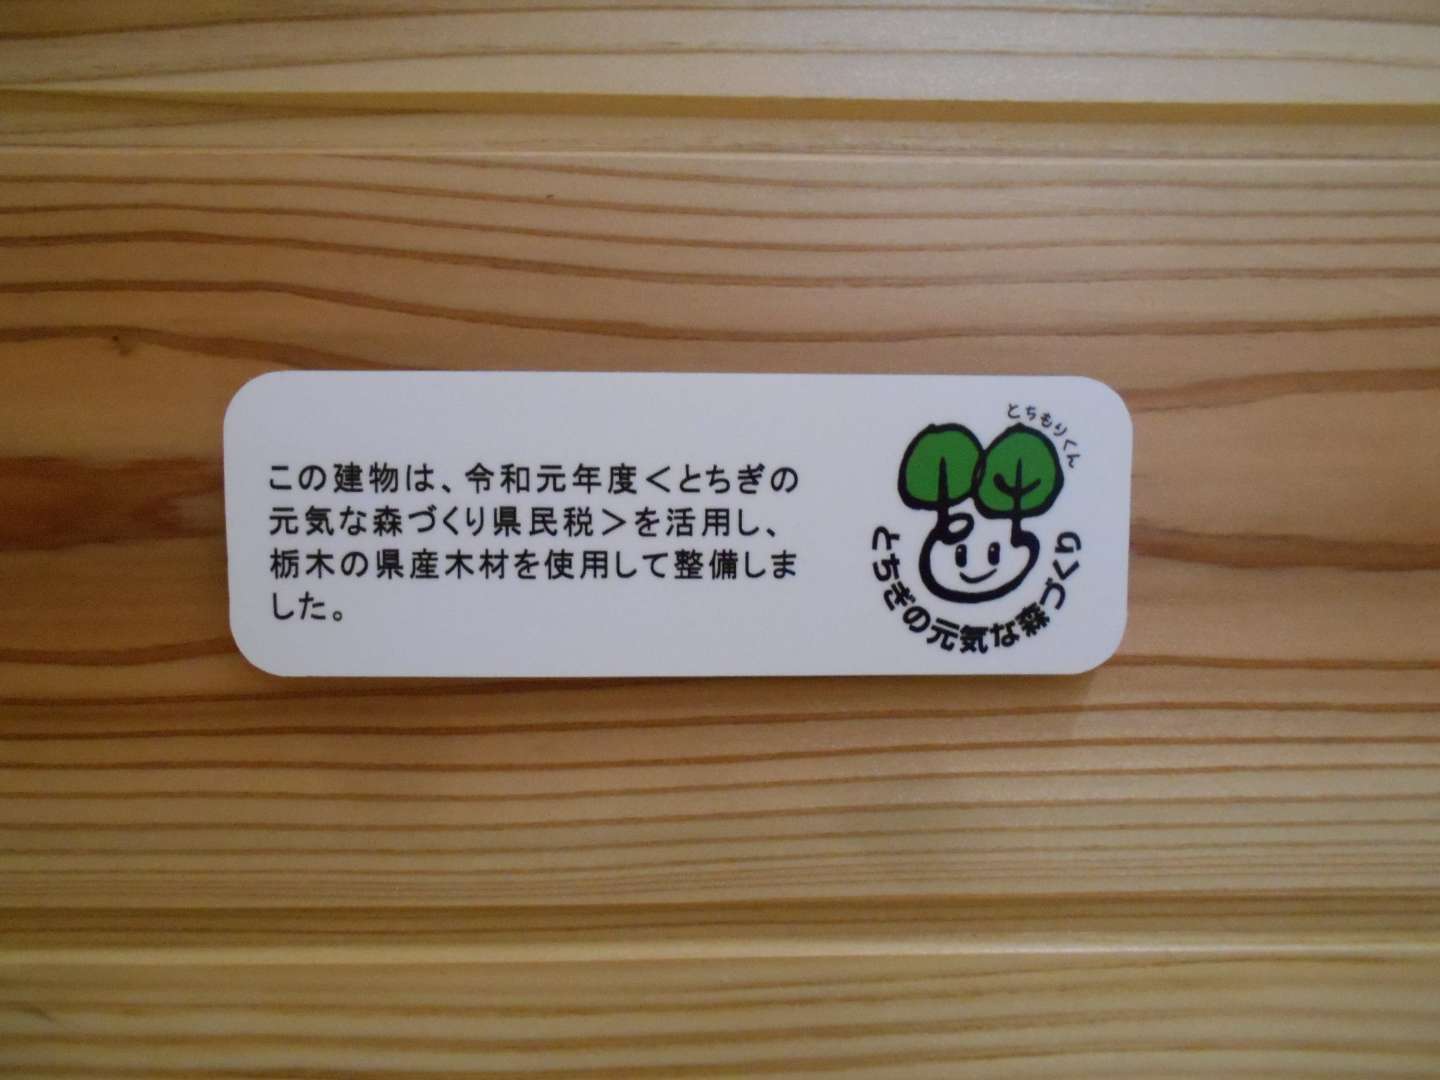 この建物は、令和元年度＜とちぎの
元気な森づくり県民税＞を活用し、
栃木の県産木材を使用して整備しま
した。
とちもりくん
とちぎの元気な森づくり